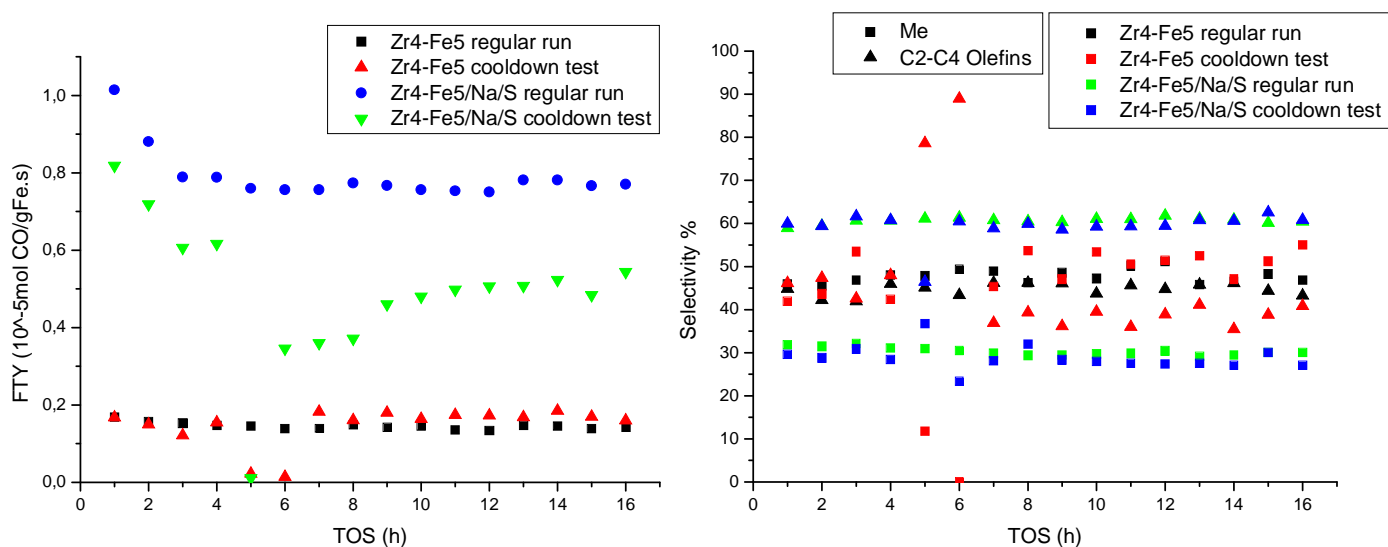 Zr4-Fe5 regular run
Zr4-Fe5 cooldown test
Zr4-Fe5/Na/S regular run
Zr4-Fe5/Na/S cooldown test
FTY (10^-5mol CO/gFe.s)
1,0
0,8
0,6
0,4
0,2
0,0
0 2 4 6 8 10 12 14 16
TOS (h)
Me
C2-C4 Olefins
Zr4-Fe5 regular run
Zr4-Fe5 cooldown test
Zr4-Fe5/Na/S regular run
Zr4-Fe5/Na/S cooldown test
Selectivity %
100
90
80
70
60
50
40
30
20
10
0
0 2 4 6 8 10 12 14 16
TOS (h)